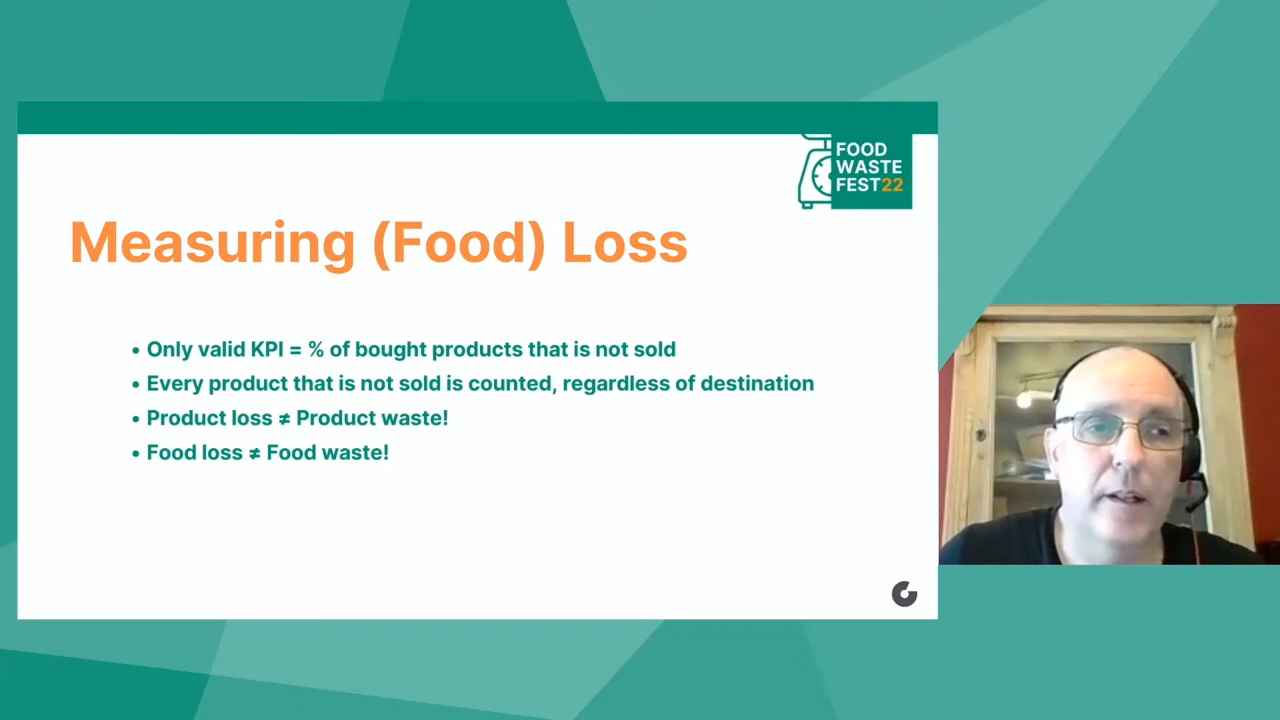 FOOD
WASTE
FEST22
Measuring (Food) Loss
• Only valid KPI = % of bought products that is not sold
• Every product that is not sold is counted, regardless of destination
• Product loss ≠ Product waste!
• Food loss ≠ Food waste!